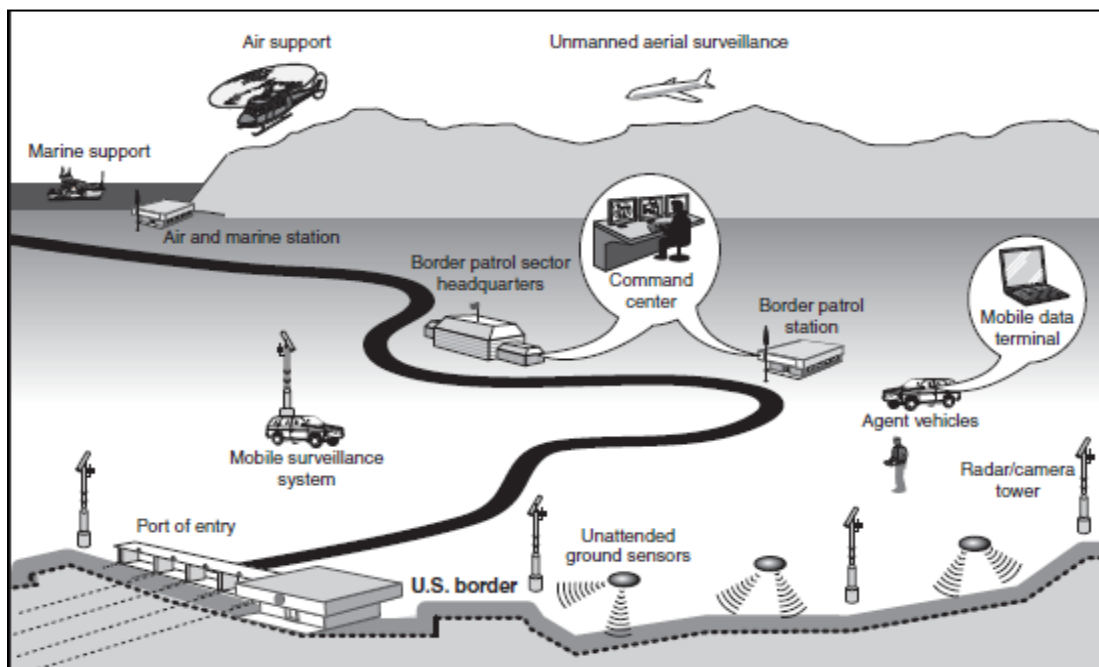 Air support
Unmanned aerial surveillance
Marine support
Air and marine station
Border patrol sector
headquarters
Command
center
Border patrol
station
Mobile data
terminal
Agent vehicles
Mobile surveillance
system
Radar/camera
tower
Port of entry
Unattended
ground sensors
U.S. border